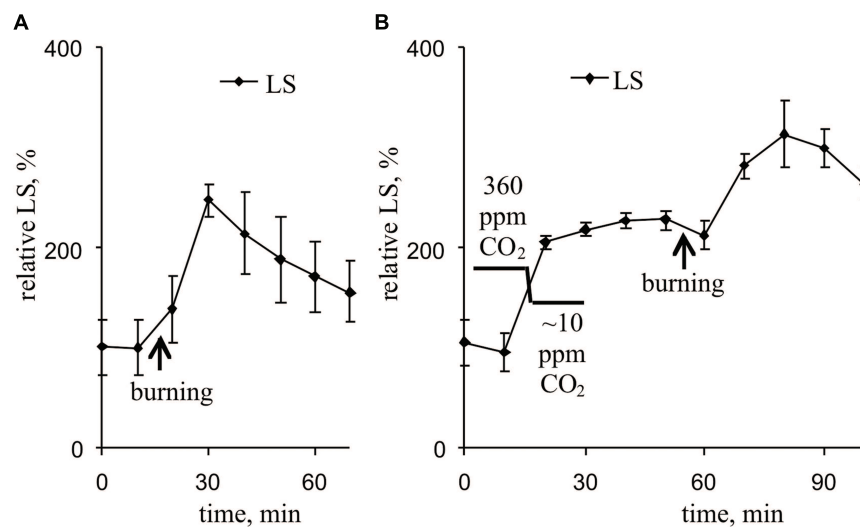 A
400
LS
relative LS, %
200
burning
0
0
30
60
time, min
B
400
LS
relative LS, %
360
ppm
CO₂
200
burning
~10
ppm
CO₂
0
0
30
60
90
time, min